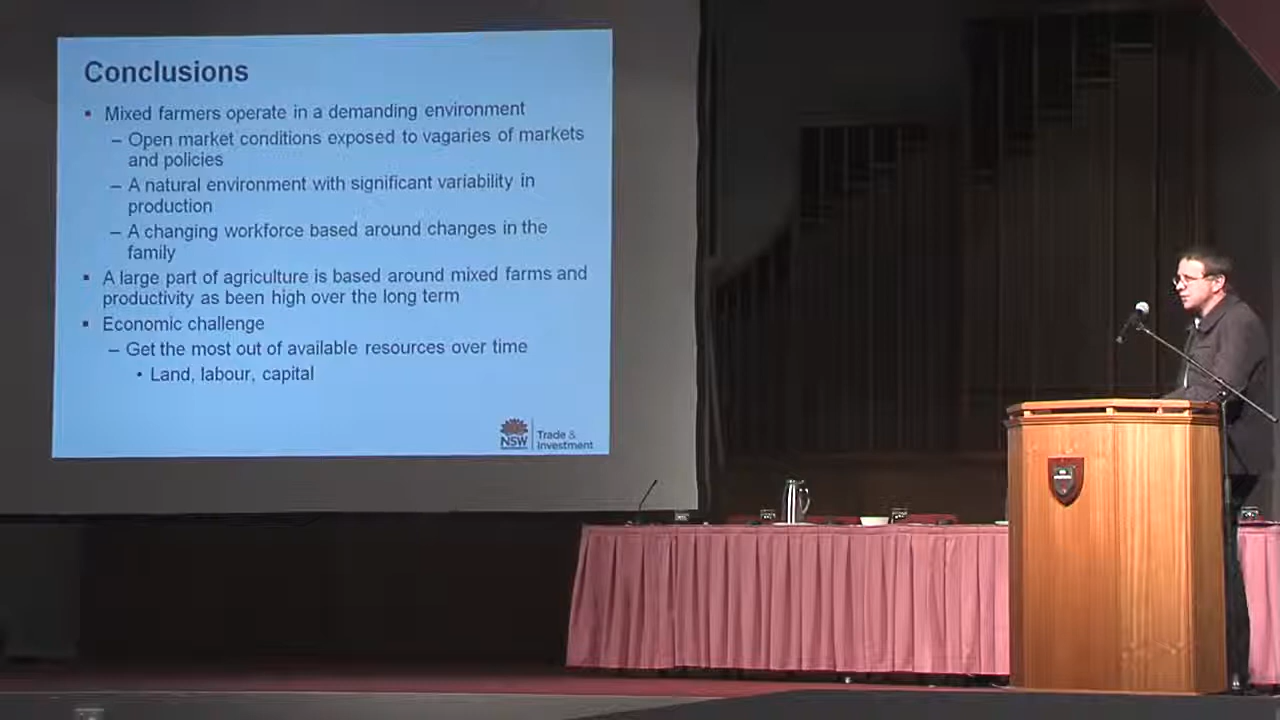 Conclusions
▪ Mixed farmers operate in a demanding environment
– Open market conditions exposed to vagaries of markets
and policies
– A natural environment with significant variability in
production
– A changing workforce based around changes in the
family
▪ A large part of agriculture is based around mixed farms and
productivity as been high over the long term
▪ Economic challenge
– Get the most out of available resources over time
• Land, labour, capital
NSW
Trade &
Investment